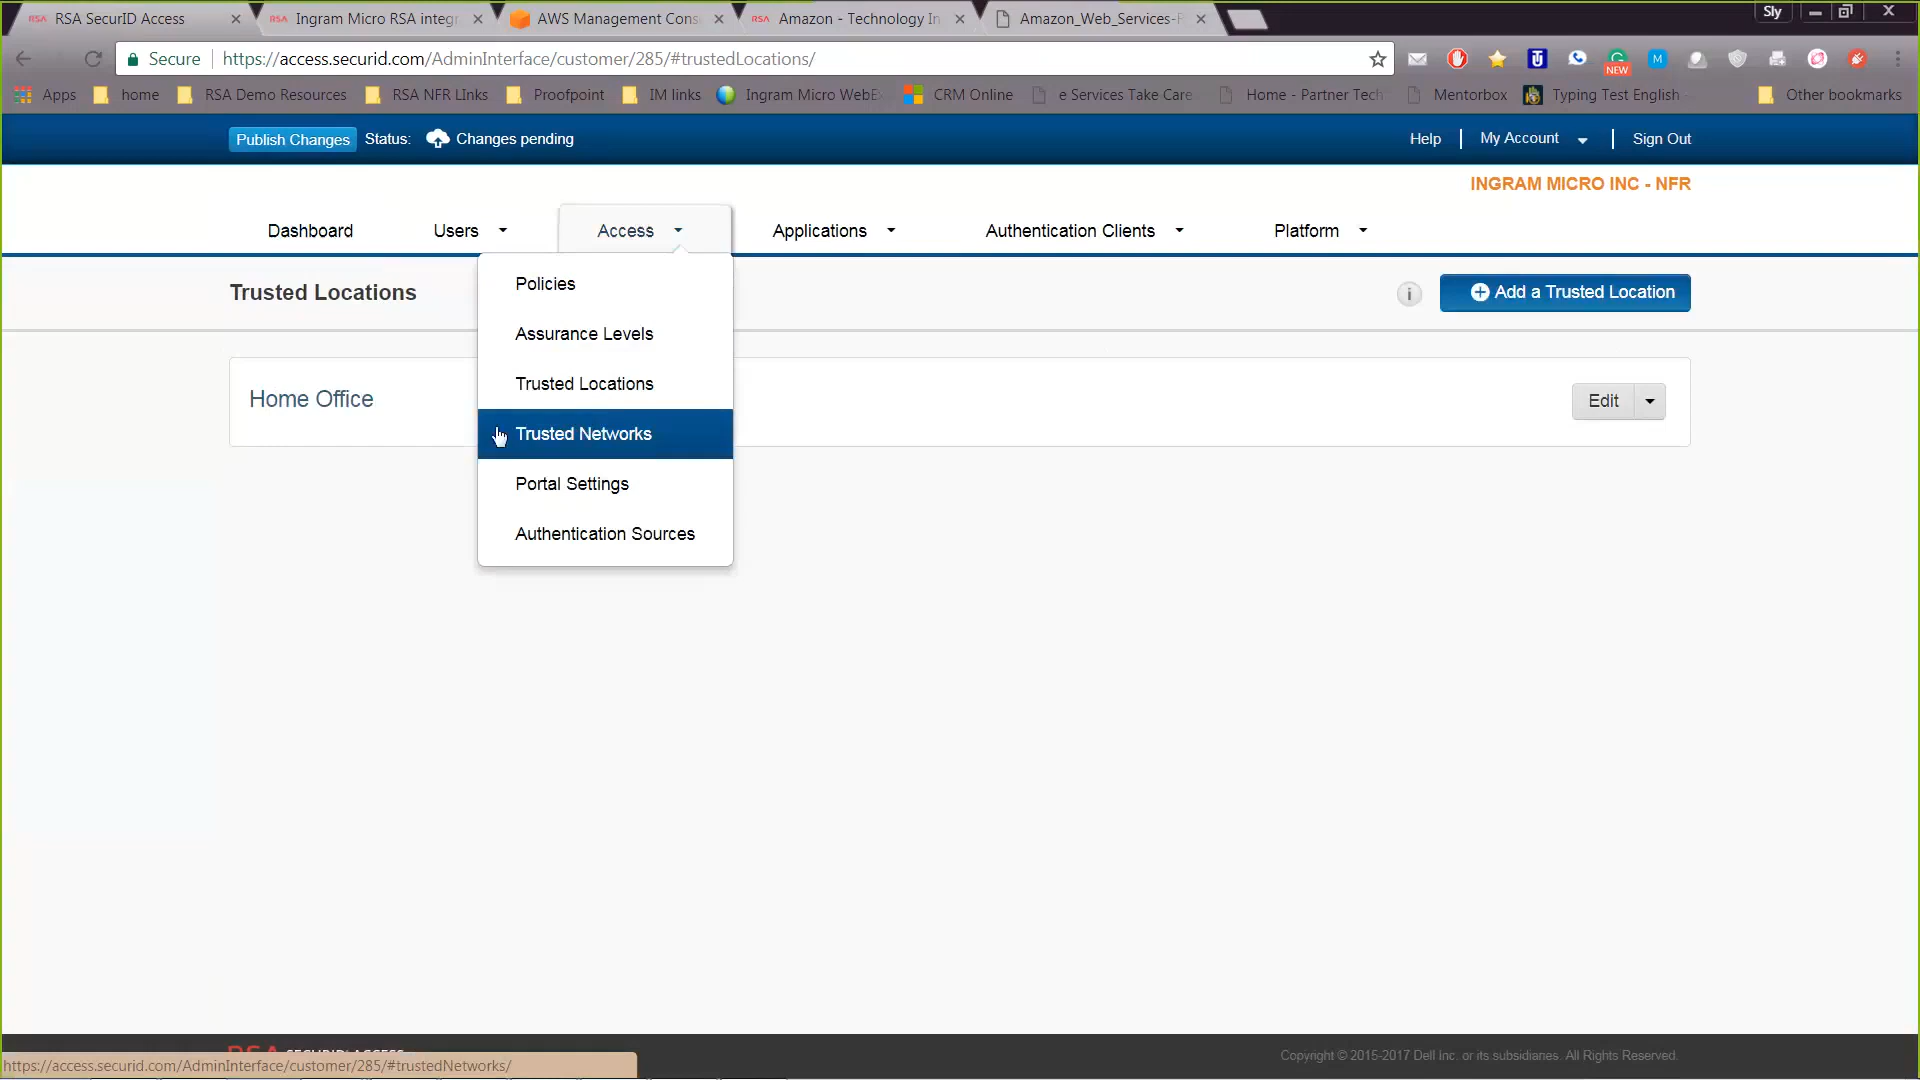 RSA SecurID Access
Ingram Micro RSA integr
AWS Management Cons
Amazon - Technology In
Amazon_Web_Services-
Sly
Secure
https://access.securid.com/AdminInterface/customer/285/#trustedLocations/
NEW
M
Apps
home
RSA Demo Resources
RSA NFR LInks
Proofpoint
IM links
Ingram Micro WebEx
CRM Online
e Services Take Care
Home - Partner Tech
Mentorbox
Typing Test English
Other bookmarks
Publish Changes
Status:
Changes pending
Help
My Account
Sign Out
INGRAM MICRO INC - NFR
Dashboard
Users
Access
Applications
Authentication Clients
Platform
Trusted Locations
Policies
i
Add a Trusted Location
Assurance Levels
Trusted Locations
Home Office
Edit
Trusted Networks
Portal Settings
Authentication Sources
RSA SECURID ACCESS
Copyright © 2015-2017 Dell Inc. or its subsidiaries. All Rights Reserved.
https://access.securid.com/AdminInterface/customer/285/#trustedNetworks/